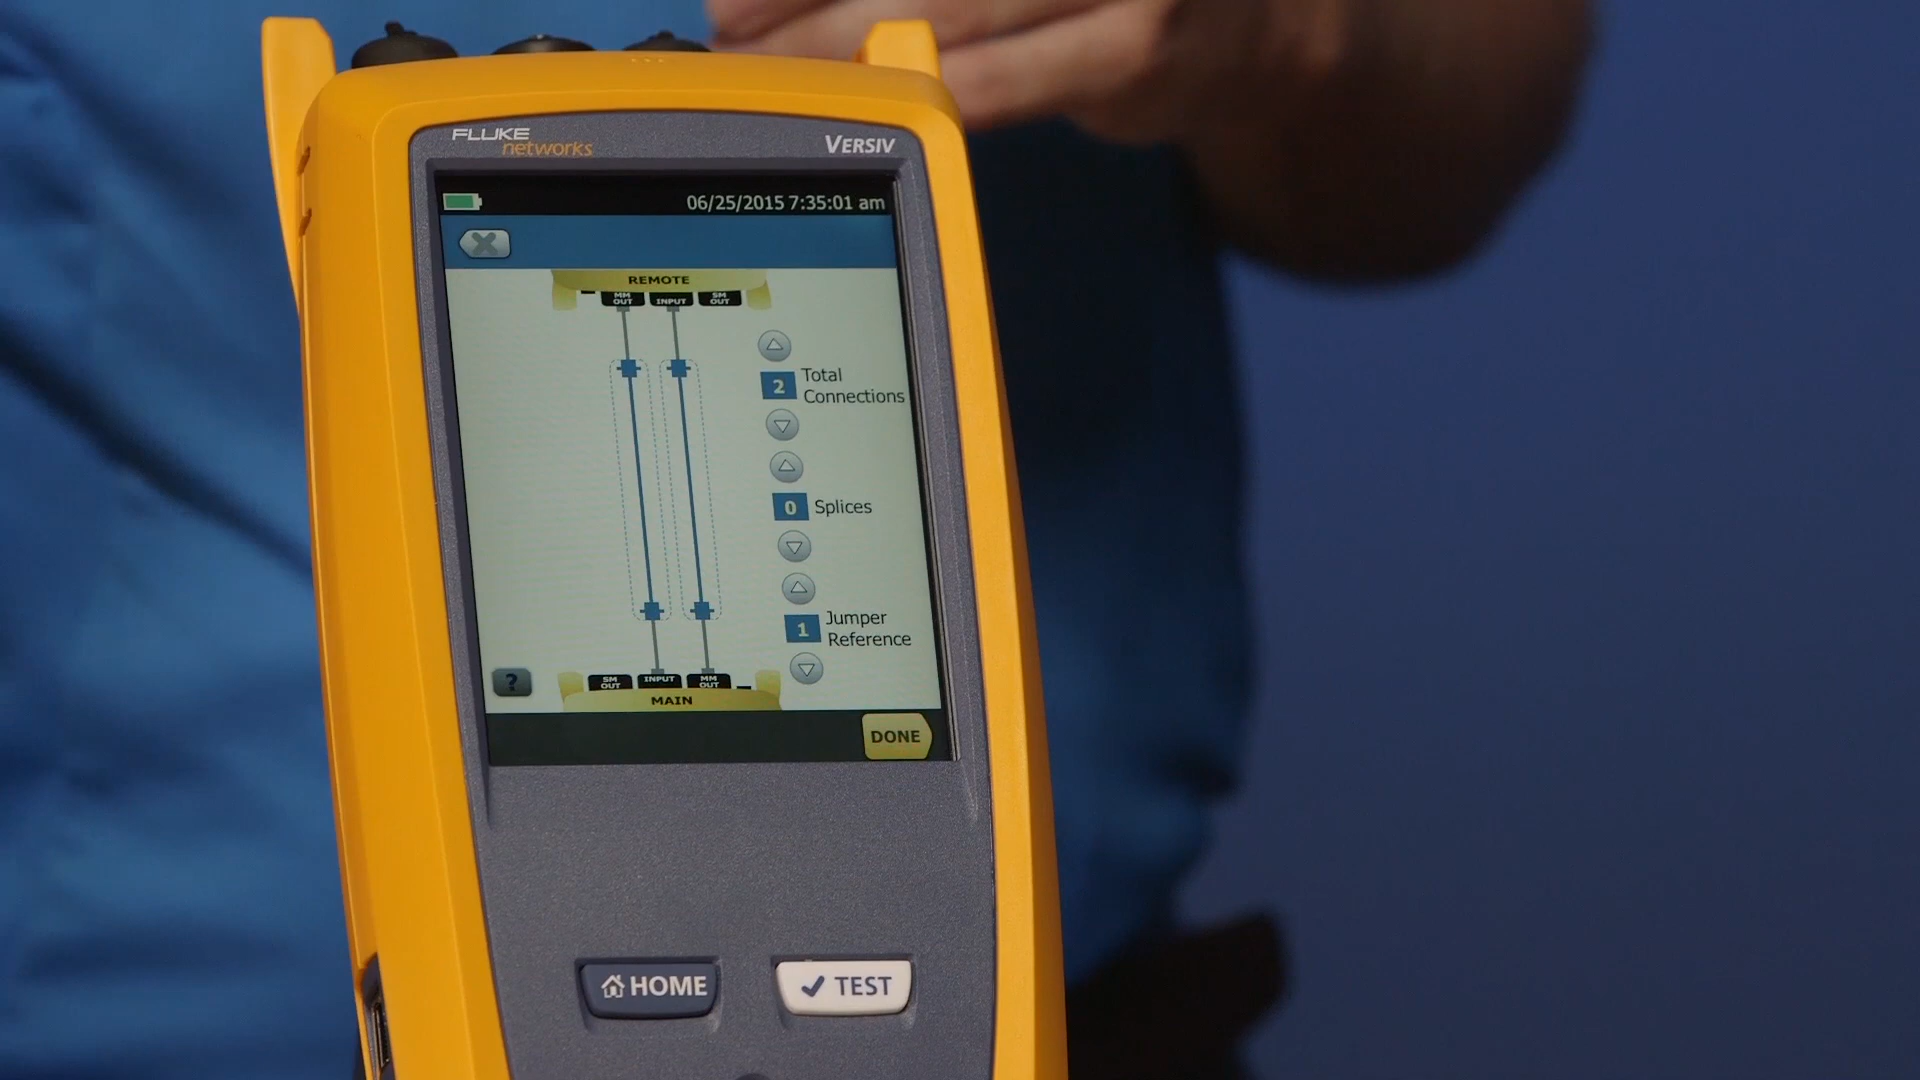 FLUKE
networks
VERSIV
06/25/2015 7:35:01 am
REMOTE
MM OUT INPUT SM OUT
2 Total
Connections
0 Splices
1 Jumper
Reference
?
SM OUT INPUT MM OUT
MAIN
DONE
HOME
TEST